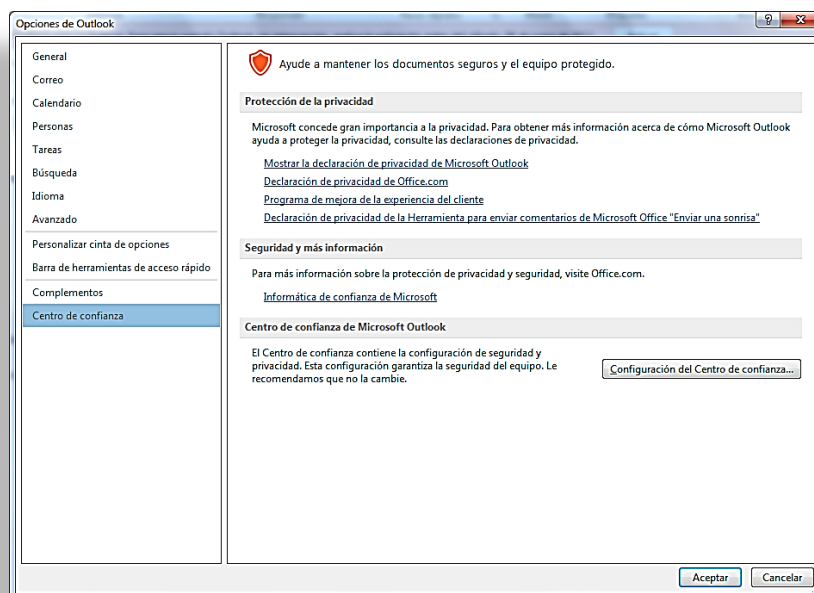 Opciones de Outlook
General
Correo
Calendario
Personas
Tareas
Búsqueda
Idioma
Avanzado
Personalizar cinta de opciones
Barra de herramientas de acceso rápido
Complementos
Centro de confianza
Ayude a mantener los documentos seguros y el equipo protegido.
Protección de la privacidad
Microsoft concede gran importancia a la privacidad. Para obtener más información acerca de cómo Microsoft Outlook
ayuda a proteger la privacidad, consulte las declaraciones de privacidad.
Mostrar la declaración de privacidad de Microsoft Outlook
Declaración de privacidad de Office.com
Programa de mejora de la experiencia del cliente
Declaración de privacidad de la Herramienta para enviar comentarios de Microsoft Office "Enviar una sonrisa"
Seguridad y más información
Para más información sobre la protección de privacidad y seguridad, visite Office.com.
Informática de confianza de Microsoft
Centro de confianza de Microsoft Outlook
El Centro de confianza contiene la configuración de seguridad y
privacidad. Esta configuración garantiza la seguridad del equipo. Le
recomendamos que no la cambie.
Configuración del Centro de confianza...
Aceptar
Cancelar